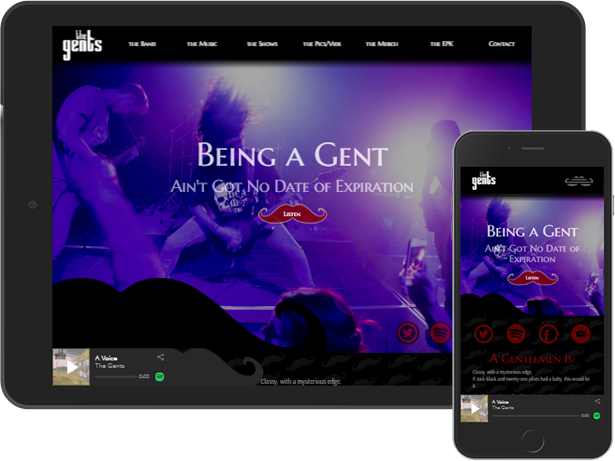 the gents
the Band the Music the Shows the Pics/Vids the Merch the EPK Contact
Being a Gent
Ain't Got No Date of Expiration
Listen
A Voice
The Gents
0:00
Classy, with a mysterious edge.
the gents
Being a Gent
Ain't Got No Date of
Expiration
Listen
A Gentlemen Is:
Classy, with a mysterious edge.
If Jack Black and twenty-one pilots had a baby, this would be
it.
A Voice
The Gents
0:00